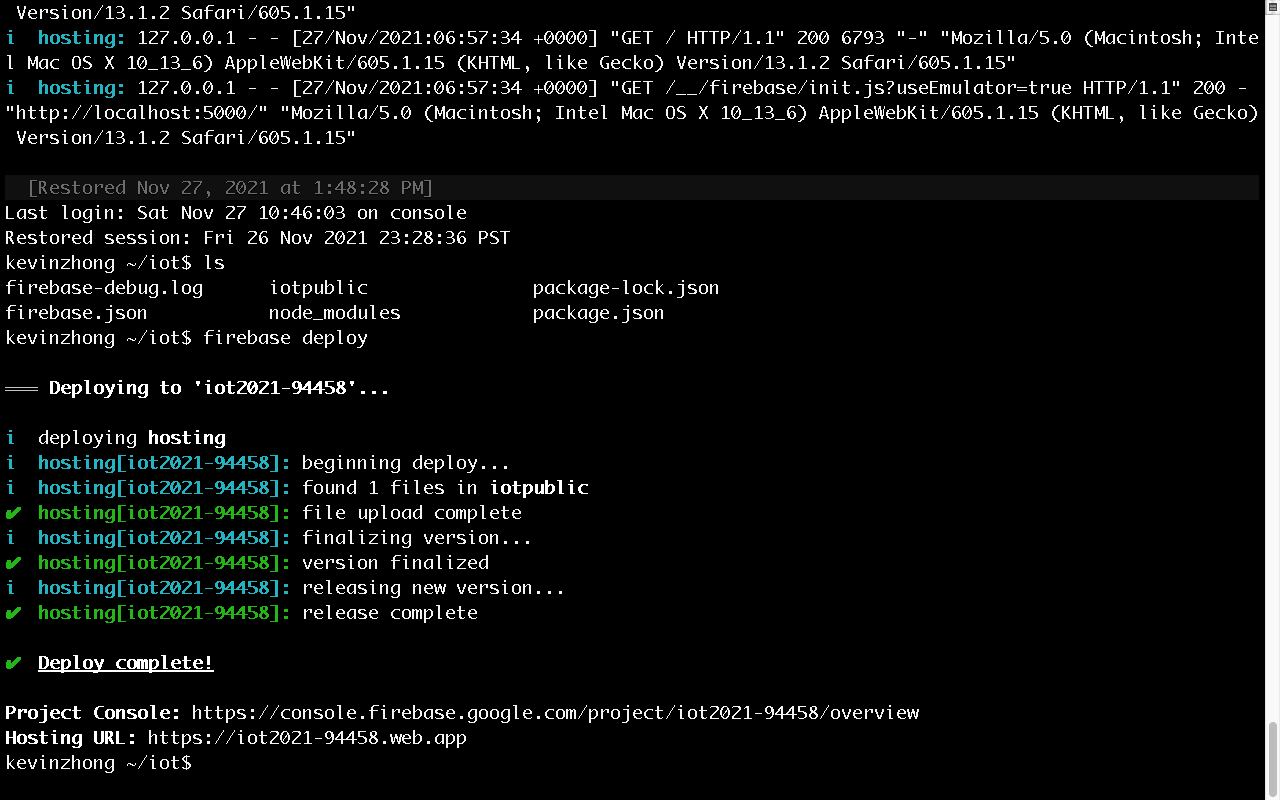 Version/13.1.2 Safari/605.1.15"
i  hosting: 127.0.0.1 - - [27/Nov/2021:06:57:34 +0000] "GET / HTTP/1.1" 200 6793 "-" "Mozilla/5.0 (Macintosh; Inte
l Mac OS X 10_13_6) AppleWebKit/605.1.15 (KHTML, like Gecko) Version/13.1.2 Safari/605.1.15"
i  hosting: 127.0.0.1 - - [27/Nov/2021:06:57:34 +0000] "GET /__/firebase/init.js?useEmulator=true HTTP/1.1" 200 -
"http://localhost:5000/" "Mozilla/5.0 (Macintosh; Intel Mac OS X 10_13_6) AppleWebKit/605.1.15 (KHTML, like Gecko)
Version/13.1.2 Safari/605.1.15"
[Restored Nov 27, 2021 at 1:48:28 PM]
Last login: Sat Nov 27 10:46:03 on console
Restored session: Fri 26 Nov 2021 23:28:36 PST
kevinzhong ~/iot$ ls
firebase-debug.log      iotpublic               package-lock.json
firebase.json           node_modules            package.json
kevinzhong ~/iot$ firebase deploy
=== Deploying to 'iot2021-94458'...
i  deploying hosting
i  hosting[iot2021-94458]: beginning deploy...
i  hosting[iot2021-94458]: found 1 files in iotpublic
✔  hosting[iot2021-94458]: file upload complete
i  hosting[iot2021-94458]: finalizing version...
✔  hosting[iot2021-94458]: version finalized
i  hosting[iot2021-94458]: releasing new version...
✔  hosting[iot2021-94458]: release complete
✔  Deploy complete!
Project Console: https://console.firebase.google.com/project/iot2021-94458/overview
Hosting URL: https://iot2021-94458.web.app
kevinzhong ~/iot$